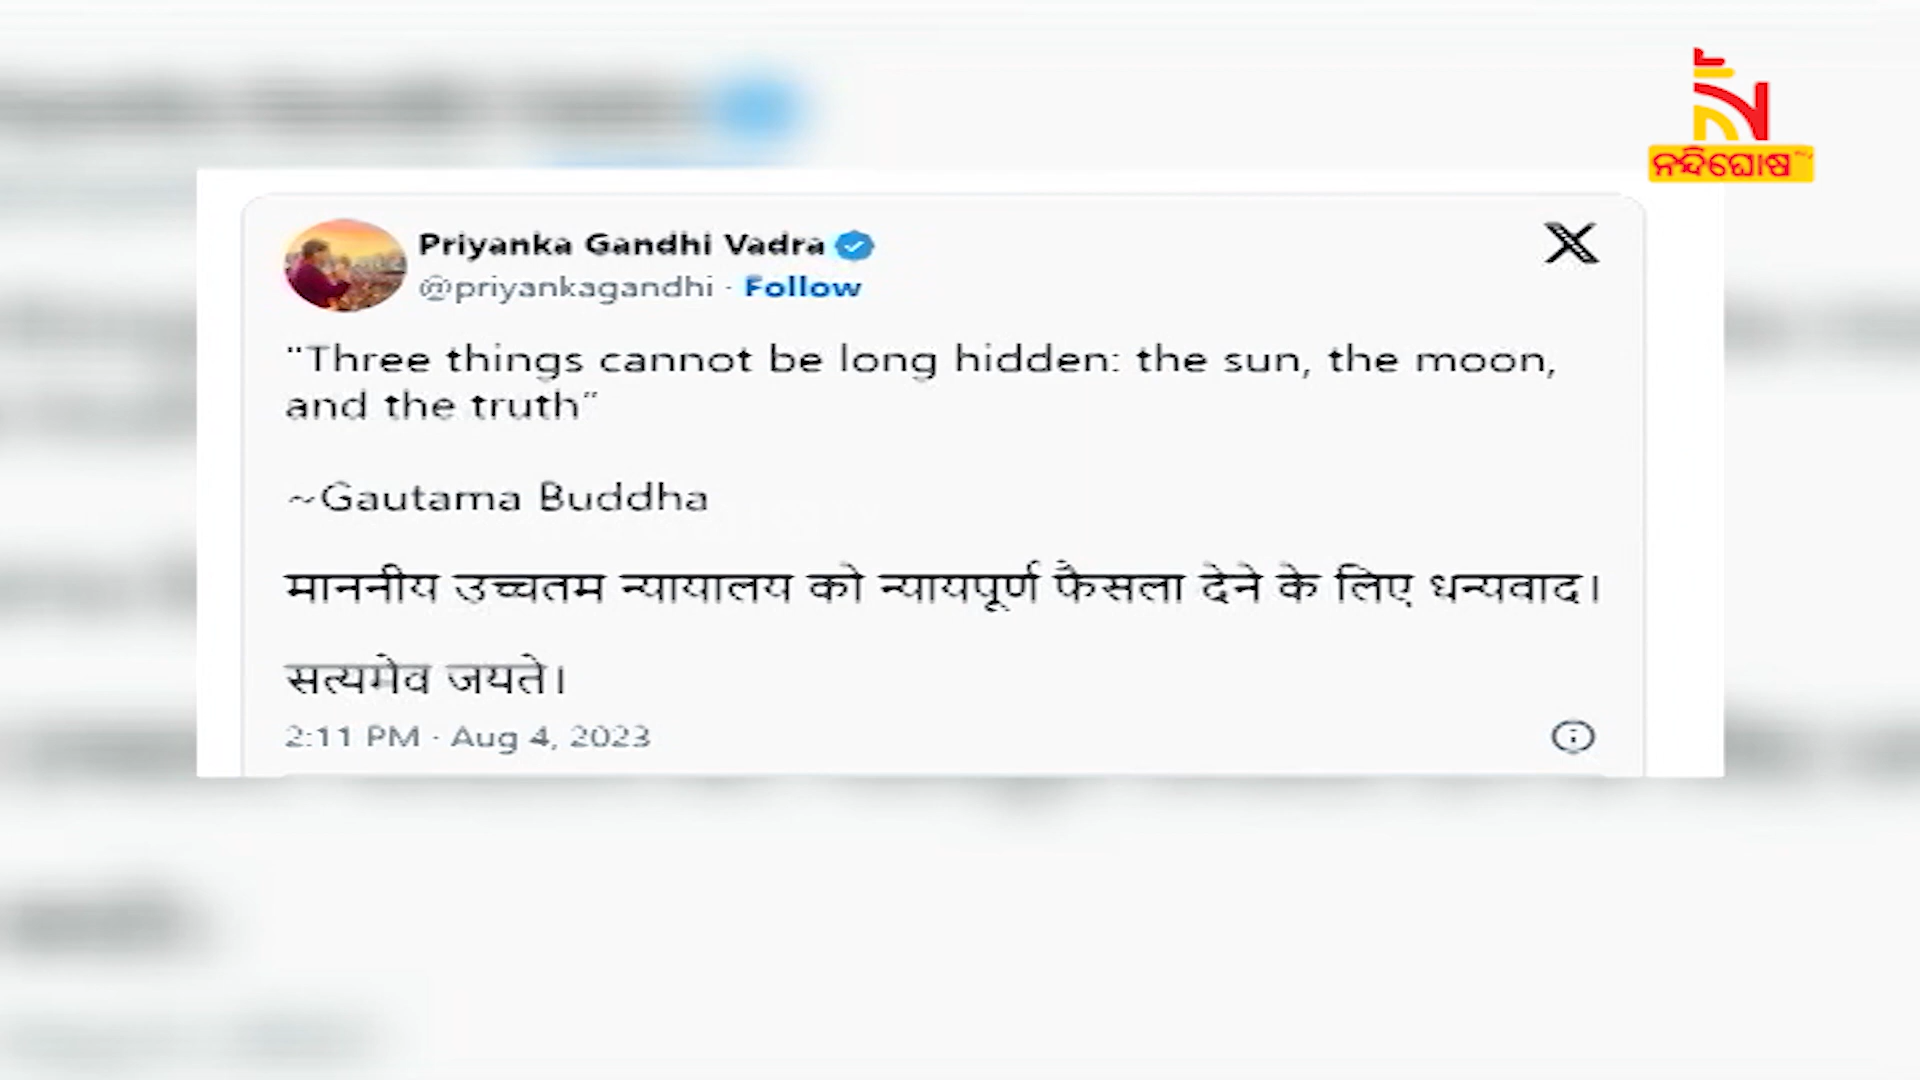 ନନ୍ଦିଘୋଷ
Priyanka Gandhi Vadra
@priyankagandhi · Follow
"Three things cannot be long hidden: the sun, the moon,
and the truth”
~Gautama Buddha
माननीय उच्चतम न्यायालय को न्यायपूर्ण फैसला देने के लिए धन्यवाद।
सत्यमेव जयते।
2:11 PM · Aug 4, 2023